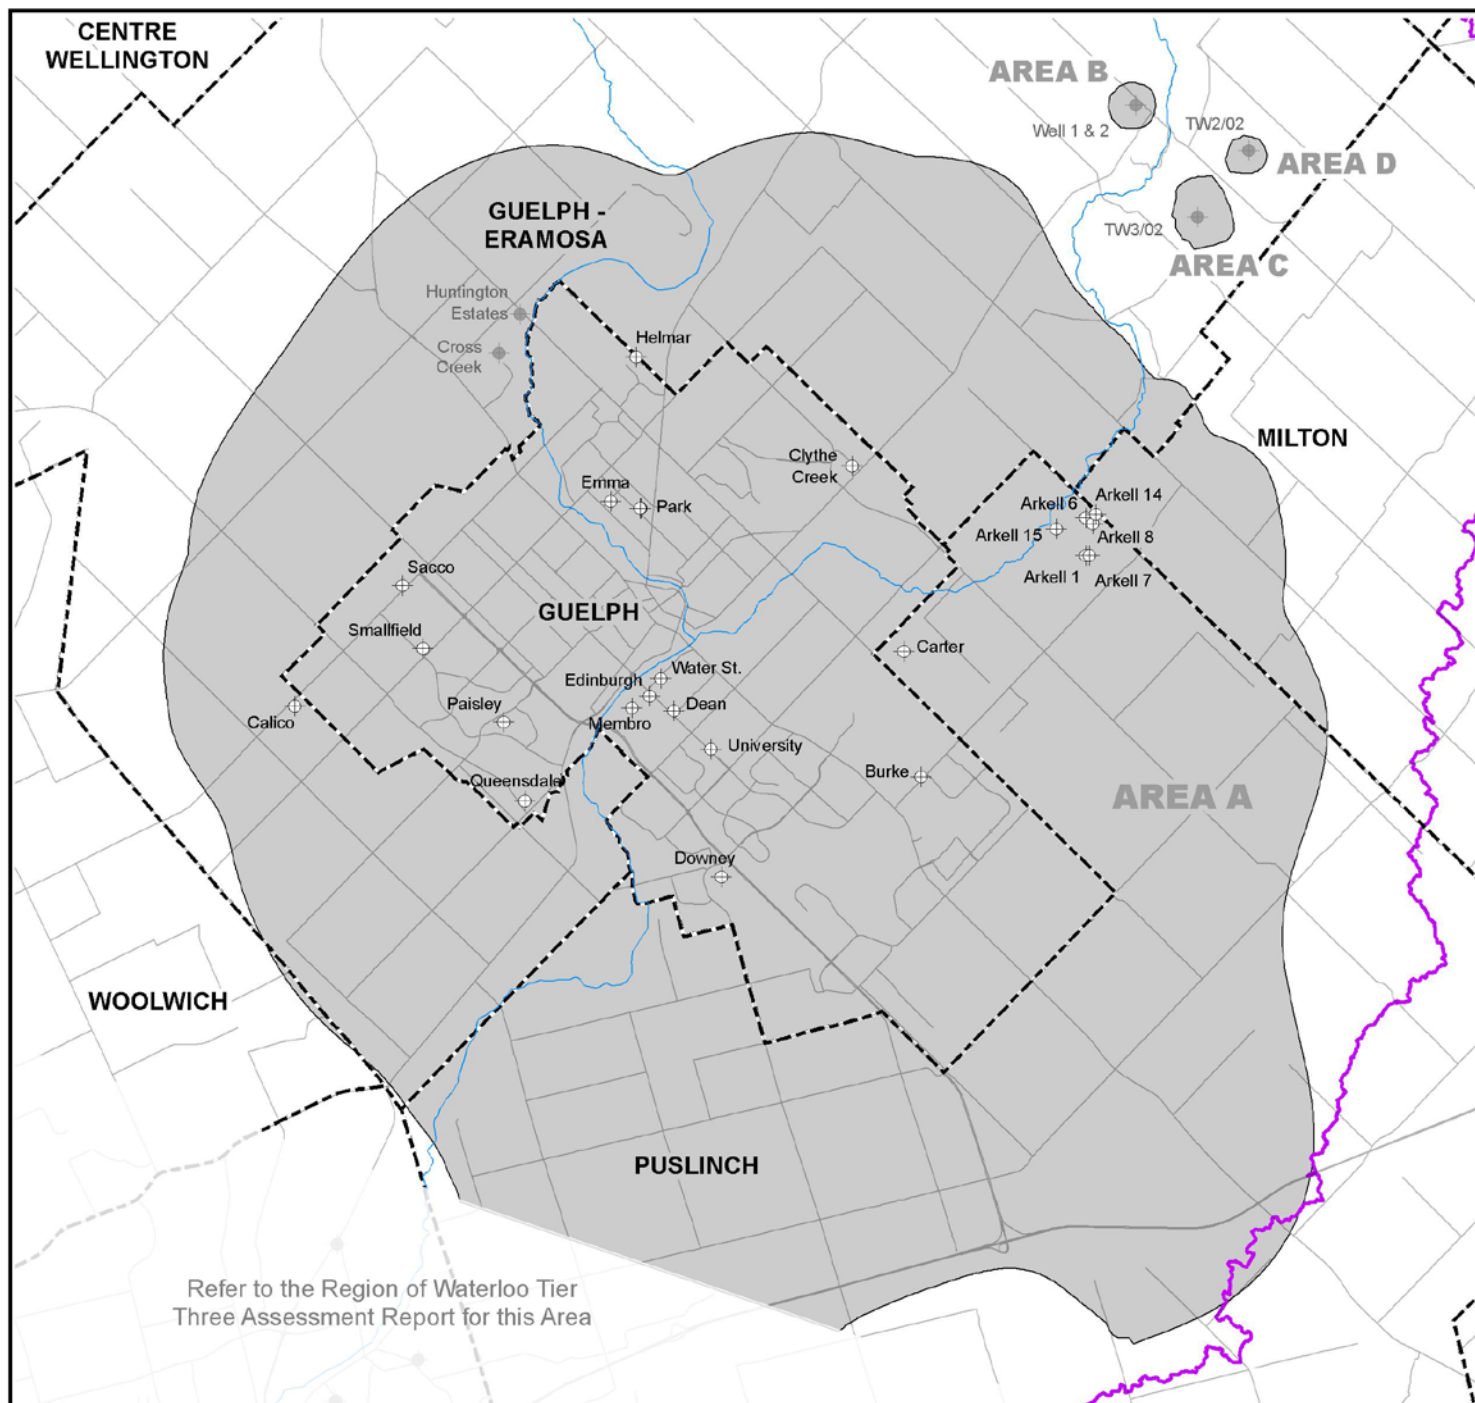 CENTRE
WELLINGTON
AREA B
Well 1 & 2
TW2/02
AREA D
TW3/02
AREA C
GUELPH -
ERAMOSA
Huntington
Estates
Cross
Creek
Helmar
MILTON
Clythe
Creek
Emma
Park
Arkell 6
Arkell 14
Arkell 15
Arkell 8
Arkell 1
Arkell 7
Sacco
GUELPH
Smallfield
Carter
Water St.
Edinburgh
Paisley
Dean
Calico
Membro
University
Queensdale
Burke
AREA A
Downey
WOOLWICH
PUSLINCH
Refer to the Region of Waterloo Tier
Three Assessment Report for this Area